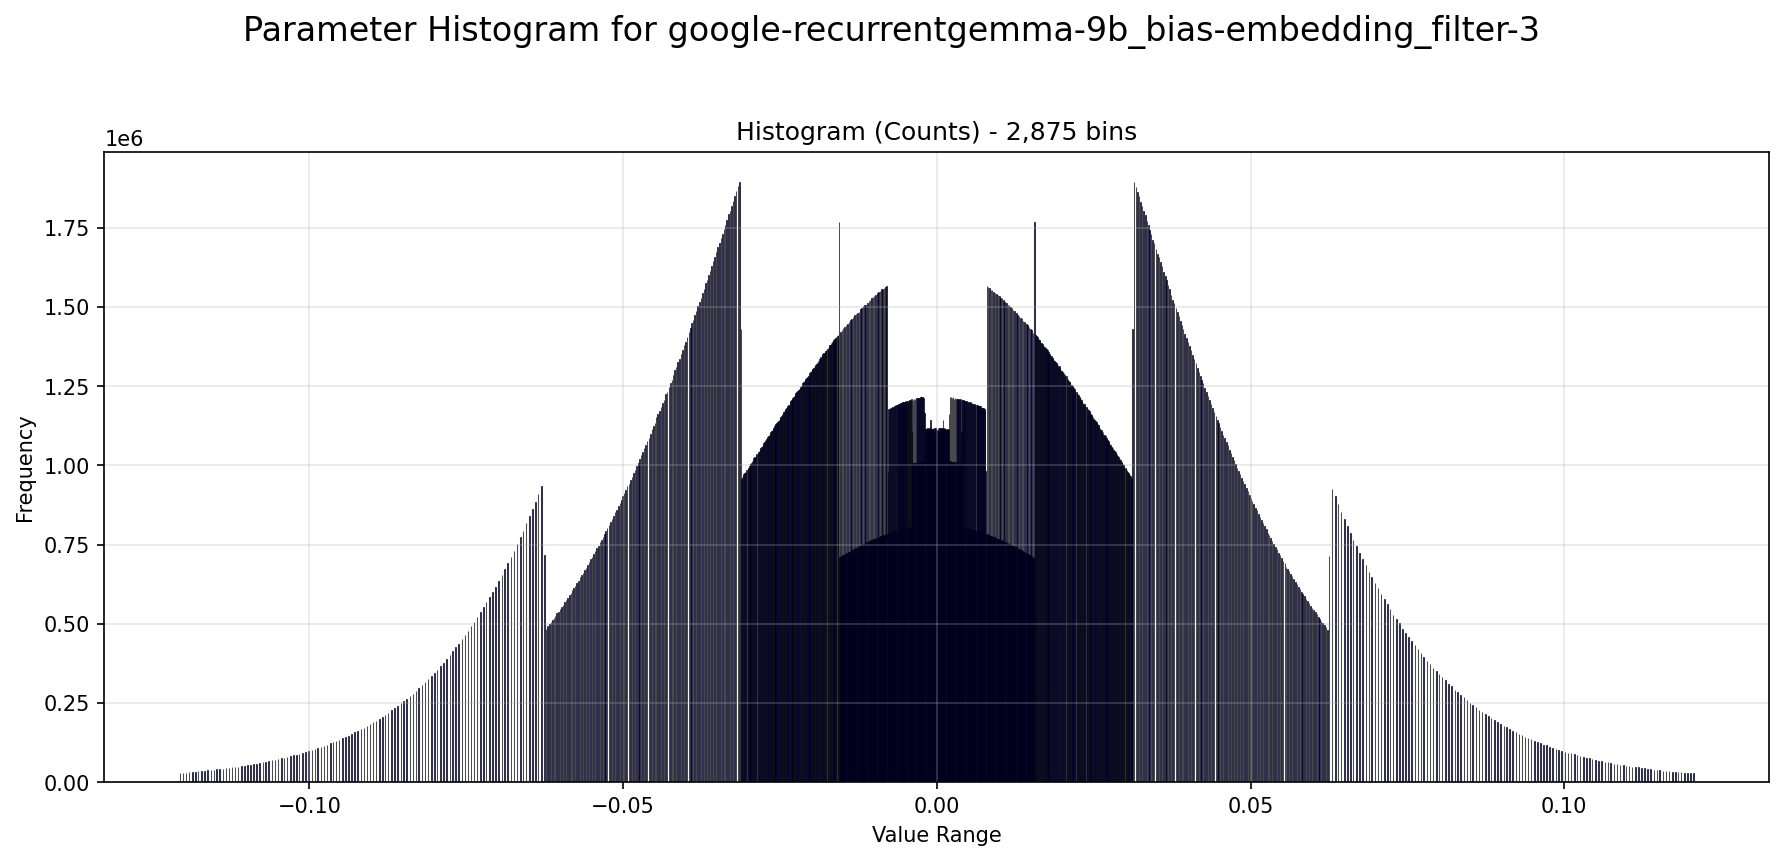 Parameter Histogram for google-recurrentgemma-9b_bias-embedding_filter-3
Histogram (Counts) - 2,875 bins
1e6
1.75
1.50
1.25
1.00
0.75
0.50
0.25
0.00
Frequency
−0.10 −0.05 0.00 0.05 0.10
Value Range